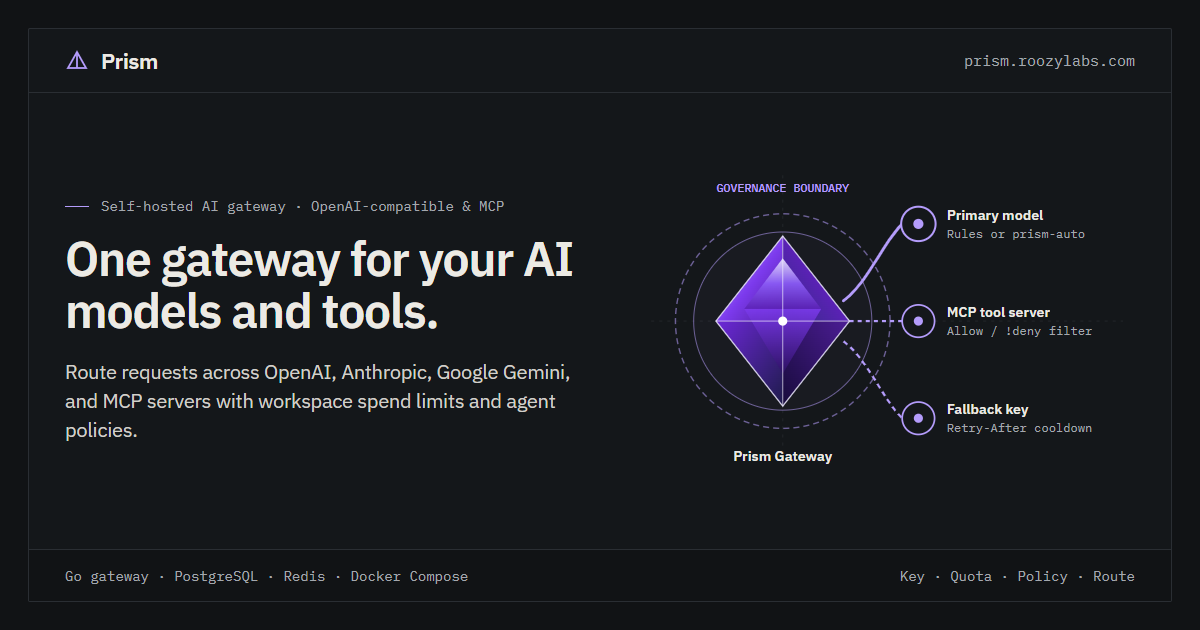 Prism
prism.roozylabs.com
Self-hosted AI gateway · OpenAI-compatible & MCP
One gateway for your AI
models and tools.
Route requests across OpenAI, Anthropic, Google Gemini,
and MCP servers with workspace spend limits and agent
policies.
GOVERNANCE BOUNDARY
Primary model
Rules or prism-auto
MCP tool server
Allow / !deny filter
Fallback key
Retry-After cooldown
Prism Gateway
Go gateway · PostgreSQL · Redis · Docker Compose
Key · Quota · Policy · Route